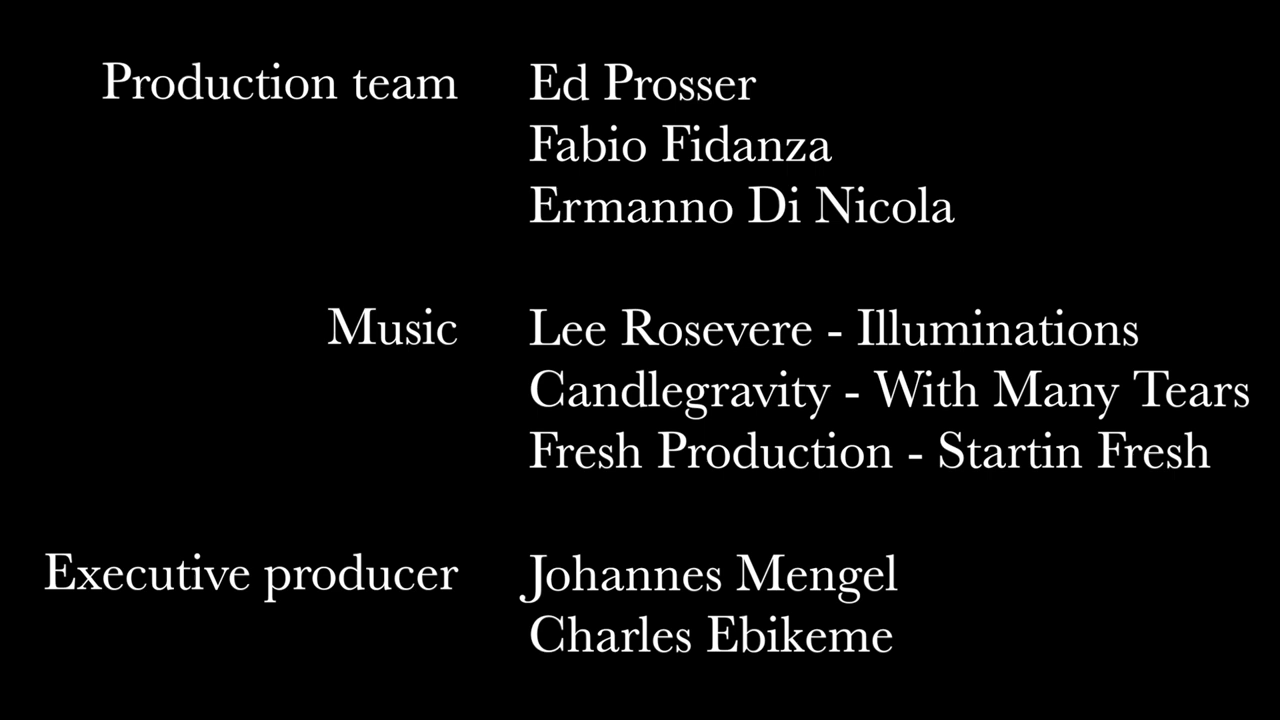 Production team Ed Prosser
Fabio Fidanza
Ermanno Di Nicola
Music Lee Rosevere - Illuminations
Candlegravity - With Many Tears
Fresh Production - Startin Fresh
Executive producer Johannes Mengel
Charles Ebikeme